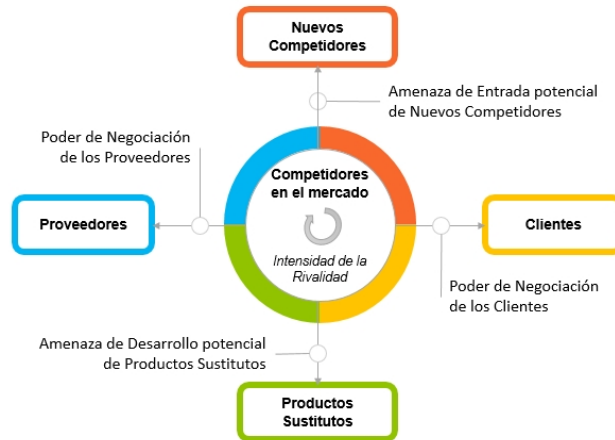 Nuevos
Competidores
Amenaza de Entrada potencial
de Nuevos Competidores
Poder de Negociación
de los Proveedores
Competidores
en el mercado
Proveedores
Clientes
Intensidad de la
Rivalidad
Poder de Negociación
de los Clientes
Amenaza de Desarrollo potencial
de Productos Sustitutos
Productos
Sustitutos